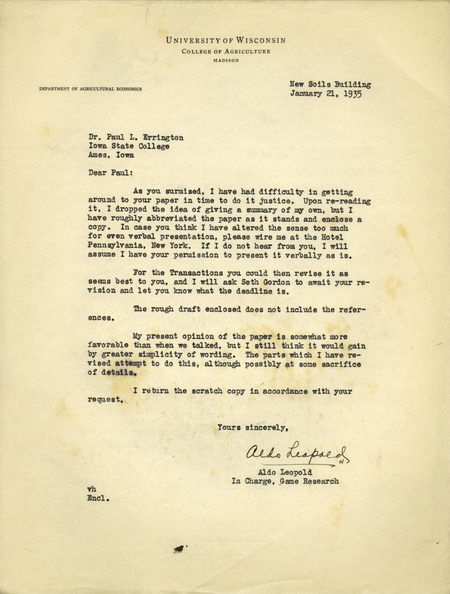 UNIVERSITY OF WISCONSIN
COLLEGE OF AGRICULTURE
MADISON
DEPARTMENT OF AGRICULTURAL ECONOMICS
New Soils Building
January 21, 1935
Dr. Paul L. Errington
Iowa State College
Ames, Iowa
Dear Paul:
As you surmised, I have had difficulty in getting
around to your paper in time to do it justice. Upon re-reading
it, I dropped the idea of giving a summary of my own, but I
have roughly abbreviated the paper as it stands and enclose a
copy. In case you think I have altered the sense too much
for even verbal presentation, please wire me at the Hotel
Pennsylvania, New York. If I do not hear from you, I will
assume I have your permission to present it verbally as is.
For the Transactions you could then revise it as
seems best to you, and I will ask Seth Gordon to await your re-
vision and let you know what the deadline is.
The rough draft enclosed does not include the refer-
ences.
My present opinion of the paper is somewhat more
favorable than when we talked, but I still think it would gain
by greater simplicity of wording. The parts which I have re-
vised attempt to do this, although possibly at some sacrifice
of details.
I return the scratch copy in accordance with your
request.
Yours sincerely,
Aldo Leopold
Aldo Leopold
In Charge, Game Research
vh
Encl.